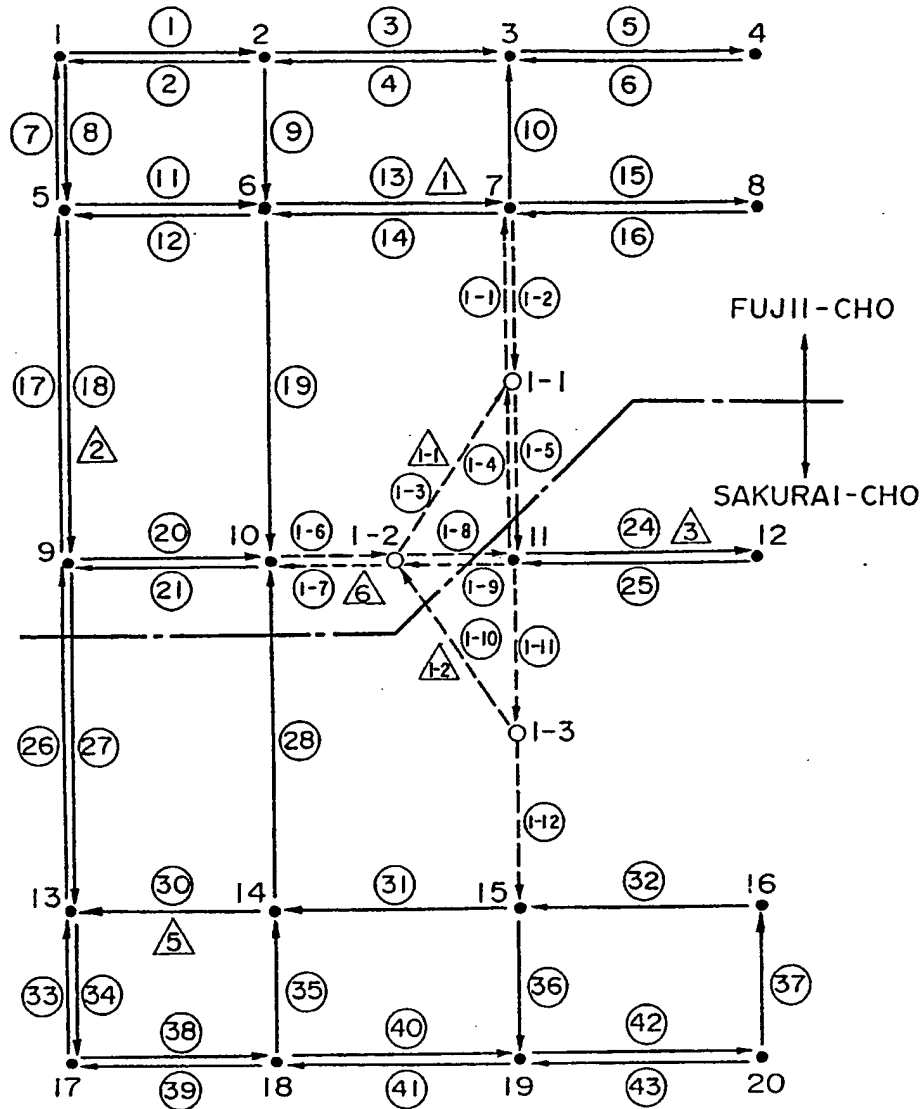 1 ① 2 ③ 3 ⑤ 4
② ④ ⑥
⑦ ⑧ ⑨ ⑩
5 ⑪ 6 ⑬ 1 7 ⑮ 8
⑫ ⑭ ⑯
1-1 1-2
FUJII-CHO
⑰ ⑱ ⑲ 1-1
2 1-1 1-4 1-5
1-3
SAKURAI-CHO
9 ⑳ 10 1-6 1-2 1-8 11 24 3 12
21 1-7 6 1-9 25
1-10 1-11
1-2
26 27 28 1-3
1-12
13 30 14 31 15 32 16
5
33 34 35 36 37
38 40 42
17 39 18 41 19 43 20